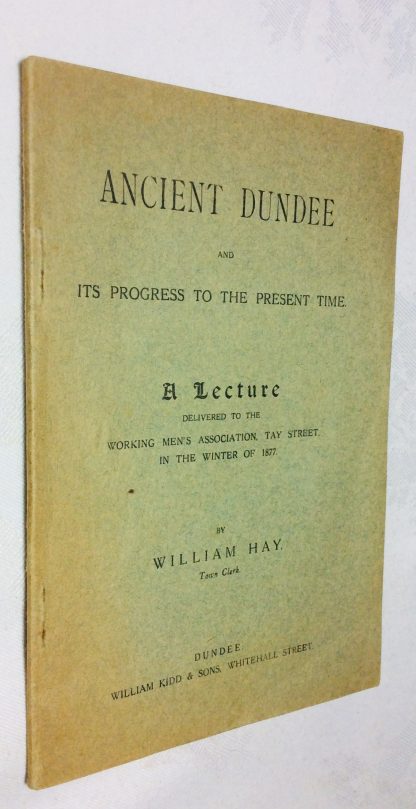 ANCIENT DUNDEE
AND
ITS PROGRESS TO THE PRESENT TIME.
A Lecture
DELIVERED TO THE
WORKING MEN'S ASSOCIATION, TAY STREET,
IN THE WINTER OF 1877.
BY
WILLIAM HAY,
Town Clerk.
DUNDEE
WILLIAM KIDD & SONS, WHITEHALL STREET.